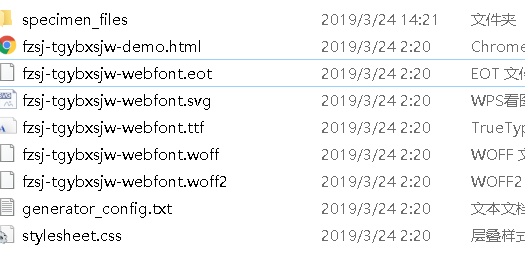 specimen_files 2019/3/24 14:21 文件夹
fzsj-tgybxsjw-demo.html 2019/3/24 2:20 Chrome
fzsj-tgybxsjw-webfont.eot 2019/3/24 2:20 EOT 文件
fzsj-tgybxsjw-webfont.svg 2019/3/24 2:20 WPS看图
fzsj-tgybxsjw-webfont.ttf 2019/3/24 2:20 TrueTyp
fzsj-tgybxsjw-webfont.woff 2019/3/24 2:20 WOFF 文
fzsj-tgybxsjw-webfont.woff2 2019/3/24 2:20 WOFF2
generator_config.txt 2019/3/24 2:20 文本文档
stylesheet.css 2019/3/24 2:20 层叠样式